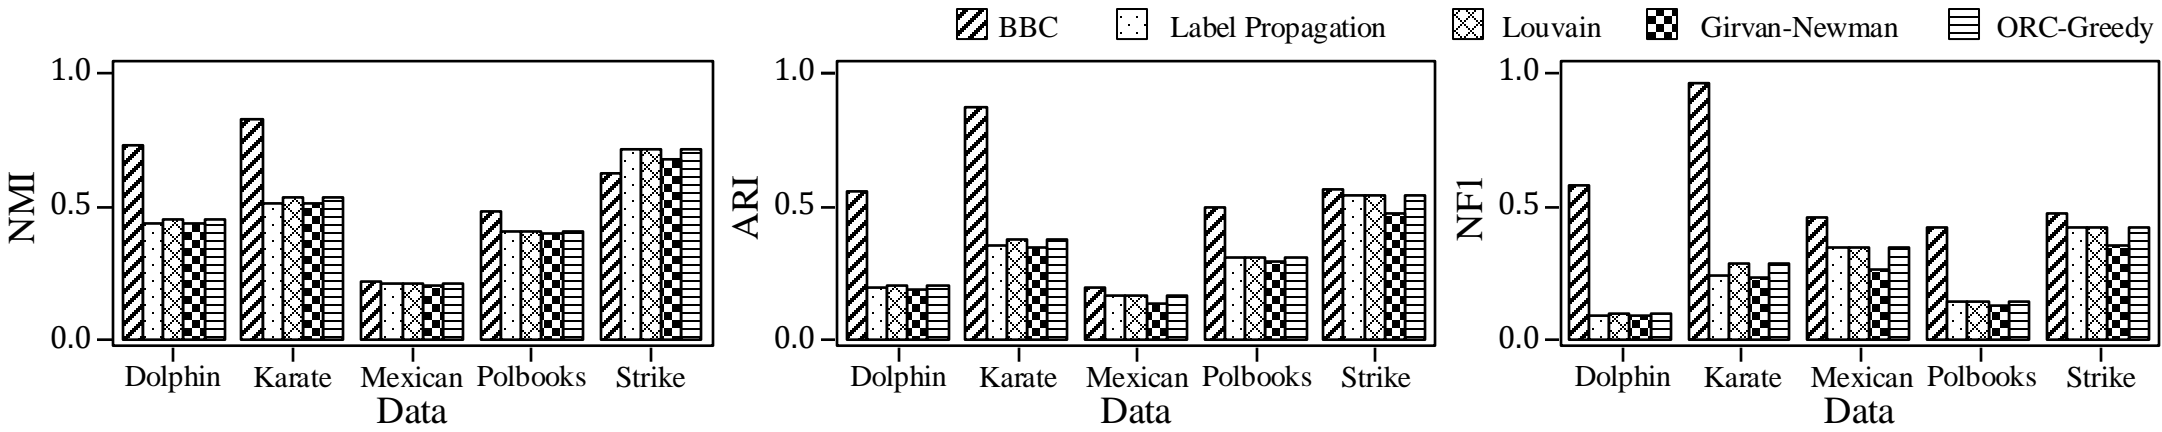 BBC Label Propagation Louvain Girvan-Newman ORC-Greedy
NMI
1.0
0.5
0.0
Dolphin Karate Mexican Polbooks Strike
Data
ARI
1.0
0.5
0.0
Dolphin Karate Mexican Polbooks Strike
Data
NF1
1.0
0.5
0.0
Dolphin Karate Mexican Polbooks Strike
Data